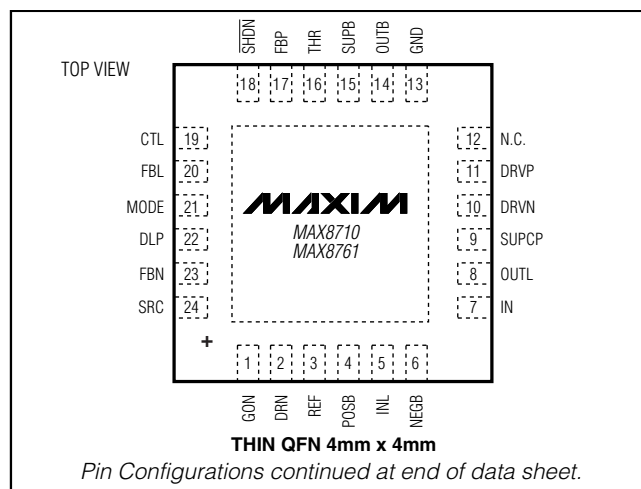 SHDN FBP THR SUPB OUTB GND
TOP VIEW
18 17 16 15 14 13
CTL 19 12 N.C.
FBL 20 11 DRVP
MODE 21 MAXIM 10 DRVN
MAX8710
DLP 22 9 SUPCP
MAX8761
FBN 23 8 OUTL
SRC 24 7 IN
+
1 2 3 4 5 6
GON DRN REF POSB INL NEGB
THIN QFN 4mm x 4mm
Pin Configurations continued at end of data sheet.